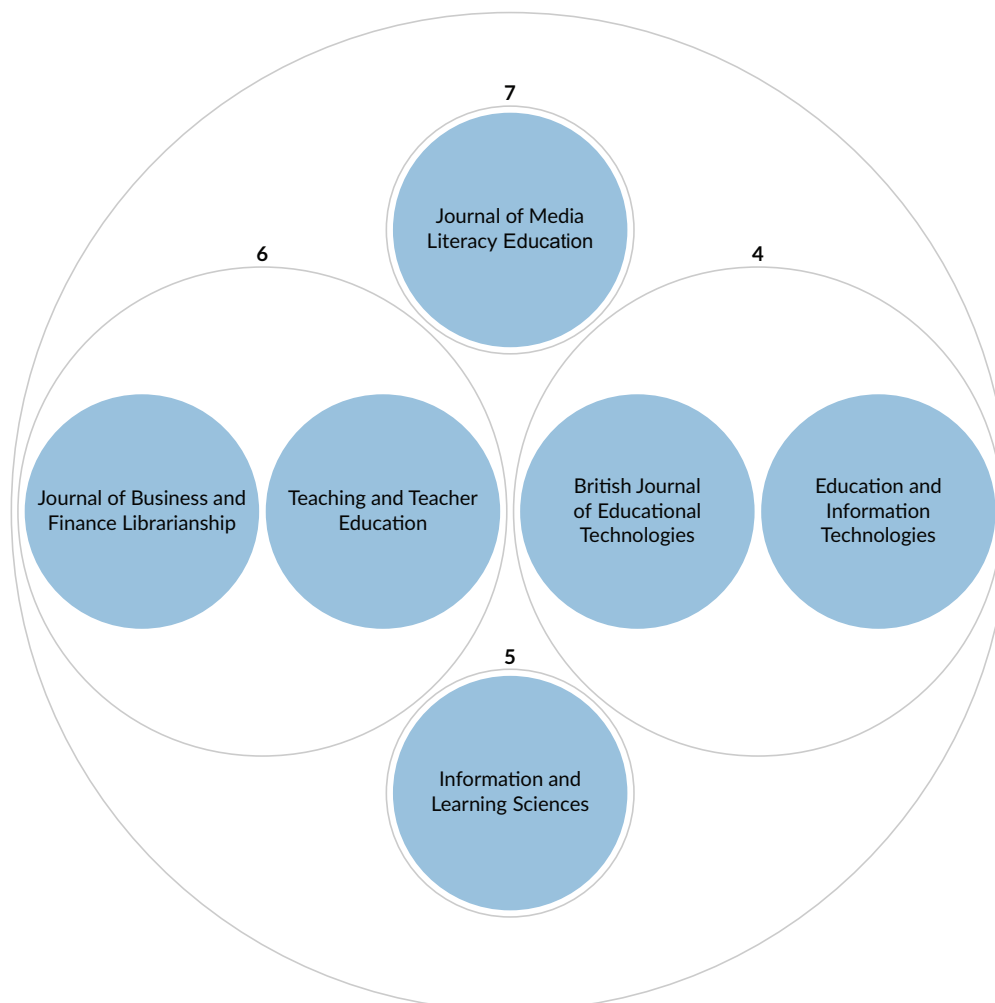 7
Journal of Media
Literacy Education
6
4
Journal of Business and
Finance Librarianship
Teaching and Teacher
Education
British Journal
of Educational
Technologies
Education and
Information
Technologies
5
Information and
Learning Sciences